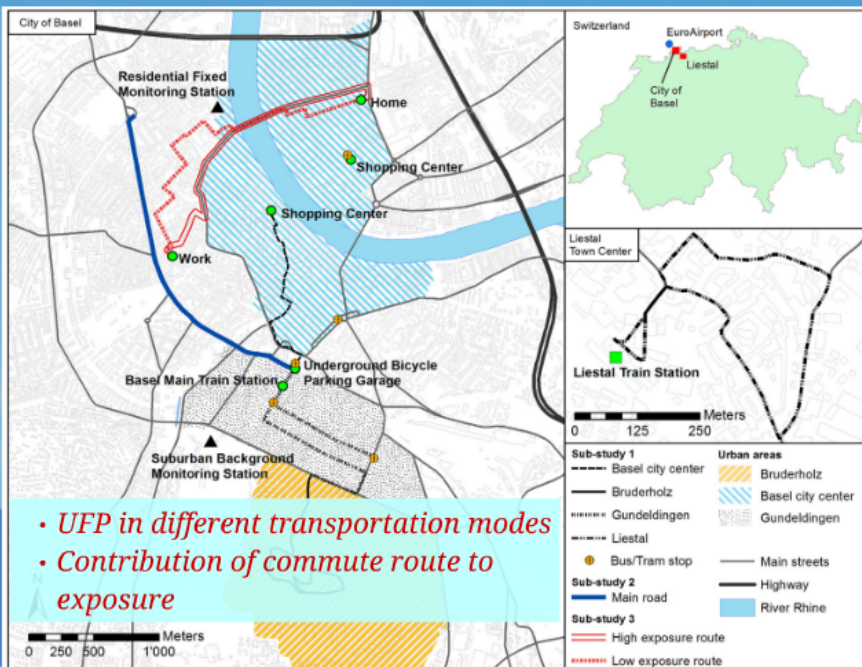 City of Basel
Residential Fixed
Monitoring Station
Home
Shopping Center
Shopping Center
Work
Underground Bicycle
Parking Garage
Basel Main Train Station
Suburban Background
Monitoring Station
• UFP in different transportation modes
• Contribution of commute route to
exposure
N
0 250 500 1'000
Meters
Switzerland
EuroAirport
Liestal
City of
Basel
Liestal
Town Center
Liestal Train Station
Meters
0 125 250
Sub-study 1
Basel city center
Bruderholz
Gundeldingen
Liestal
Bus/Tram stop
Sub-study 2
Main road
Sub-study 3
High exposure route
Low exposure route
Urban areas
Bruderholz
Basel city center
Gundeldingen
Main streets
Highway
River Rhine